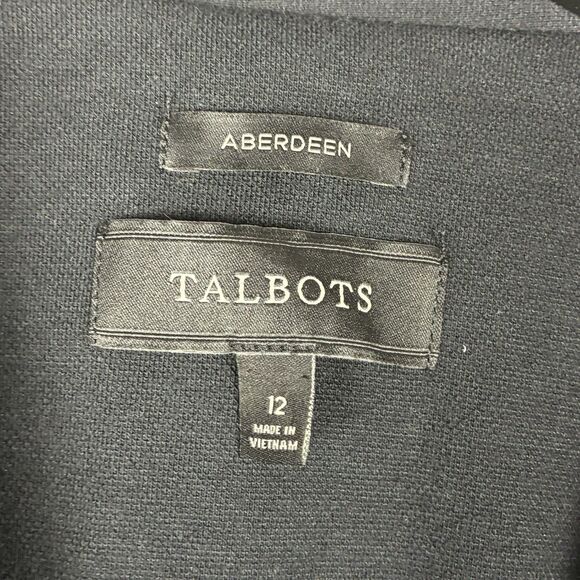 ABERDEEN
TALBOTS
12
MADE IN
VIETNAM